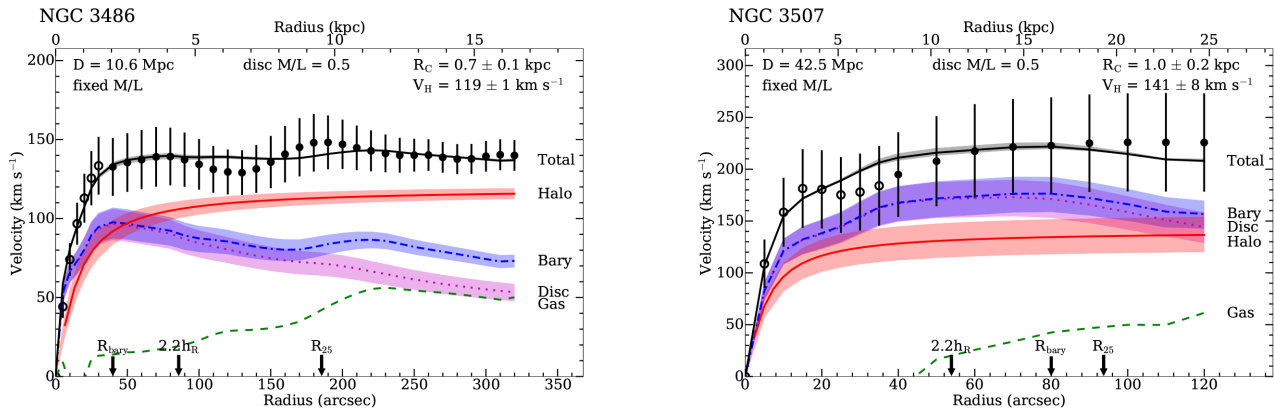 NGC 3486
Radius (kpc)
0 5 10 15
D = 10.6 Mpc disc M/L = 0.5 R_C = 0.7 ± 0.1 kpc
fixed M/L V_H = 119 ± 1 km s⁻¹
Velocity (km s⁻¹)
200
150
100
50
0
Total
Halo
Bary
Disc
Gas
R_bary 2.2h_R R_25
0 50 100 150 200 250 300 350
Radius (arcsec)
NGC 3507
Radius (kpc)
0 5 10 15 20 25
D = 42.5 Mpc disc M/L = 0.5 R_C = 1.0 ± 0.2 kpc
fixed M/L V_H = 141 ± 8 km s⁻¹
Velocity (km s⁻¹)
300
250
200
150
100
50
0
Total
Bary
Disc
Halo
Gas
2.2h_R R_bary R_25
0 20 40 60 80 100 120 140
Radius (arcsec)